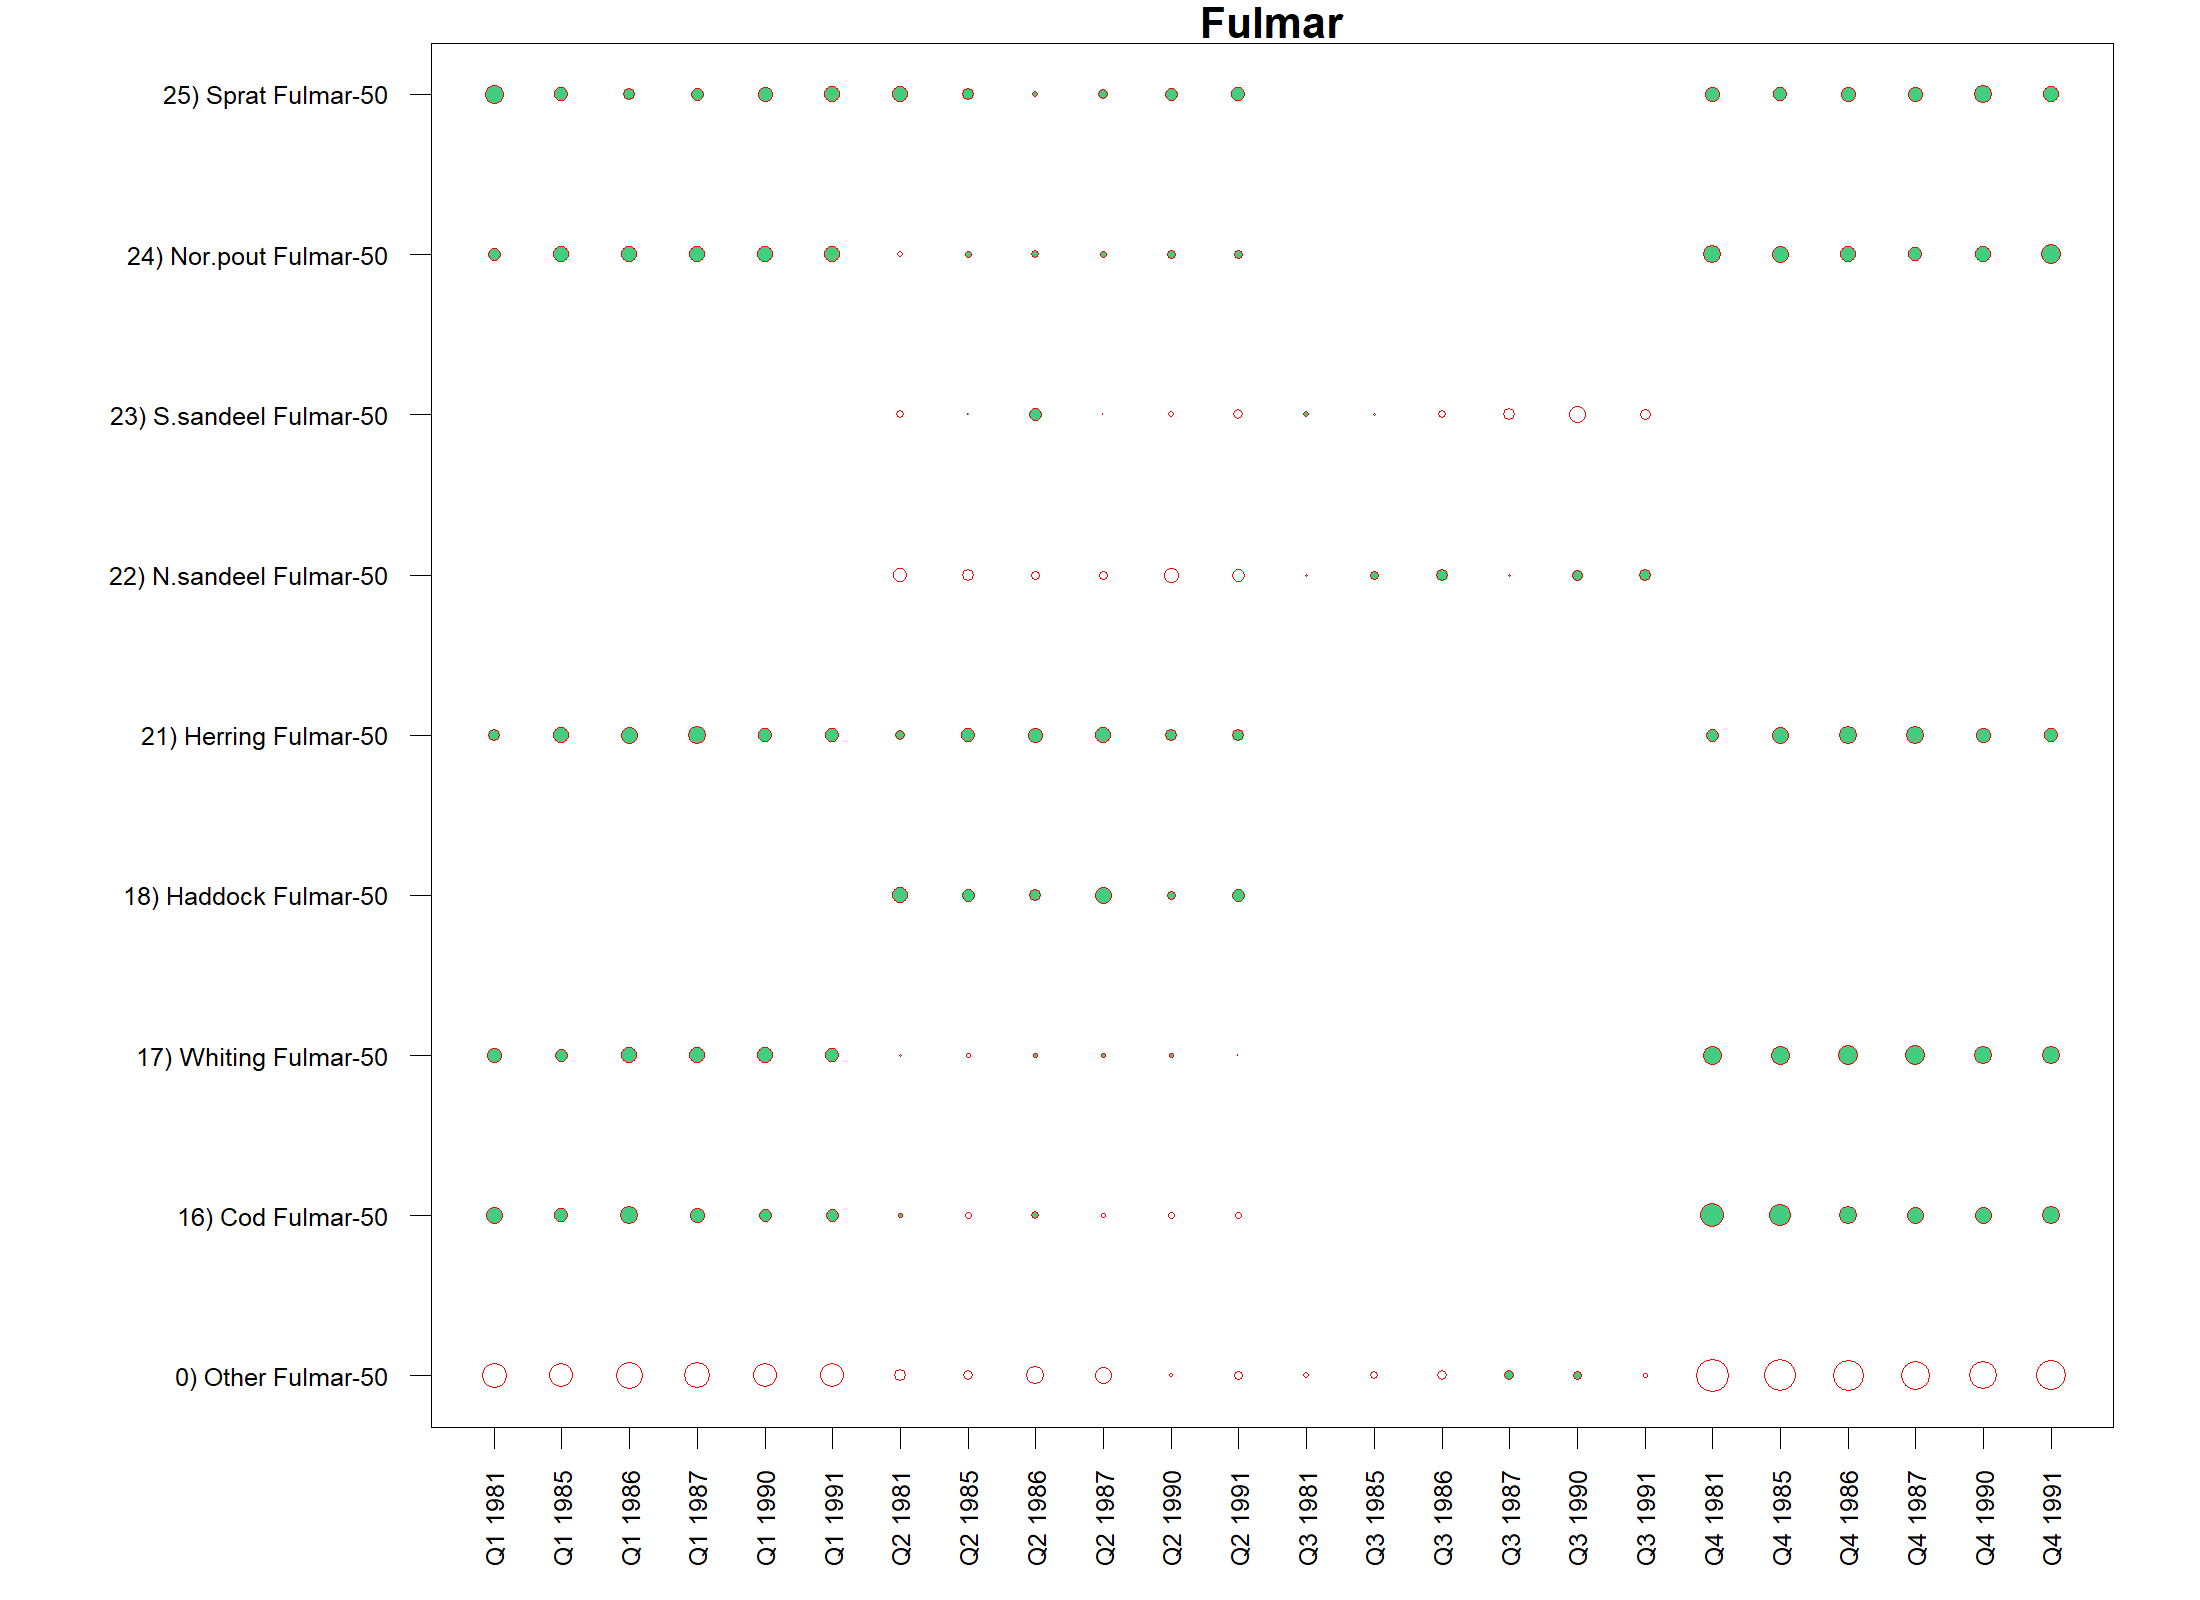 Fulmar
25) Sprat Fulmar-50
24) Nor.pout Fulmar-50
23) S.sandeel Fulmar-50
22) N.sandeel Fulmar-50
21) Herring Fulmar-50
18) Haddock Fulmar-50
17) Whiting Fulmar-50
16) Cod Fulmar-50
0) Other Fulmar-50
Q1 1981
Q1 1985
Q1 1986
Q1 1987
Q1 1990
Q1 1991
Q2 1981
Q2 1985
Q2 1986
Q2 1987
Q2 1990
Q2 1991
Q3 1981
Q3 1985
Q3 1986
Q3 1987
Q3 1990
Q3 1991
Q4 1981
Q4 1985
Q4 1986
Q4 1987
Q4 1990
Q4 1991